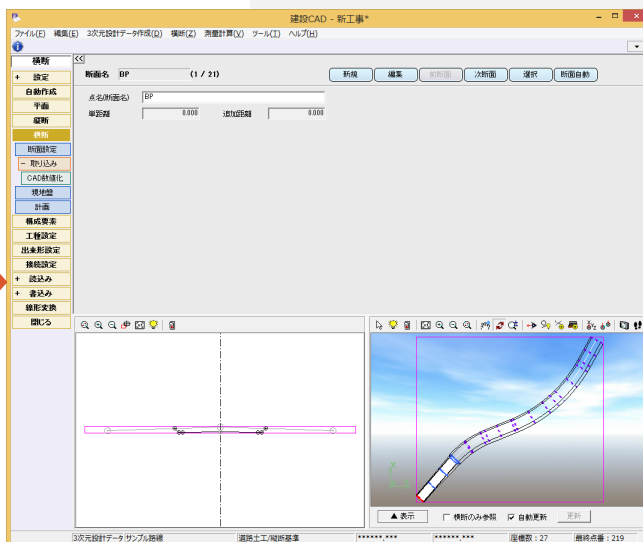 建設CAD - 新工事*
ファイル(F) 編集(E) 3次元設計データ作成(D) 横断(Z) 測量計算(V) ツール(T) ヘルプ(H)
横断
<<
断面名 BP (1 / 21) 新規 編集 前断面 次断面 選択 断面自動
+ 設定
自動作成
平面
縦断
横断
断面設定
- 取り込み
CAD数値化
現地盤
計画
構成要素
工種設定
出来形設定
接続設定
+ 読込み
+ 書込み
線形変換
閉じる
点名(断面名) BP
単距離 0.000 追加距離 0.000
X
▲ 表示 横断のみ参照 自動更新 更新
3次元設計データ サンプル路線 道路土工/縦断基準 ******.*** ******.*** 座標数 : 27 最終点番 : 219